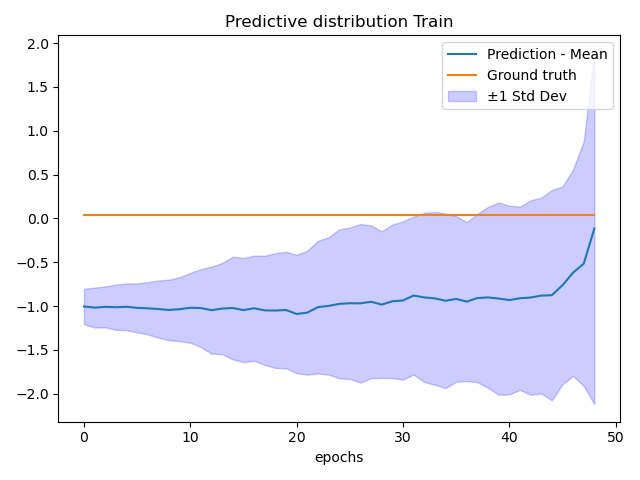 Predictive distribution Train
2.0
1.5
1.0
0.5
0.0
−0.5
−1.0
−1.5
−2.0
Prediction - Mean
Ground truth
±1 Std Dev
0 10 20 30 40 50
epochs